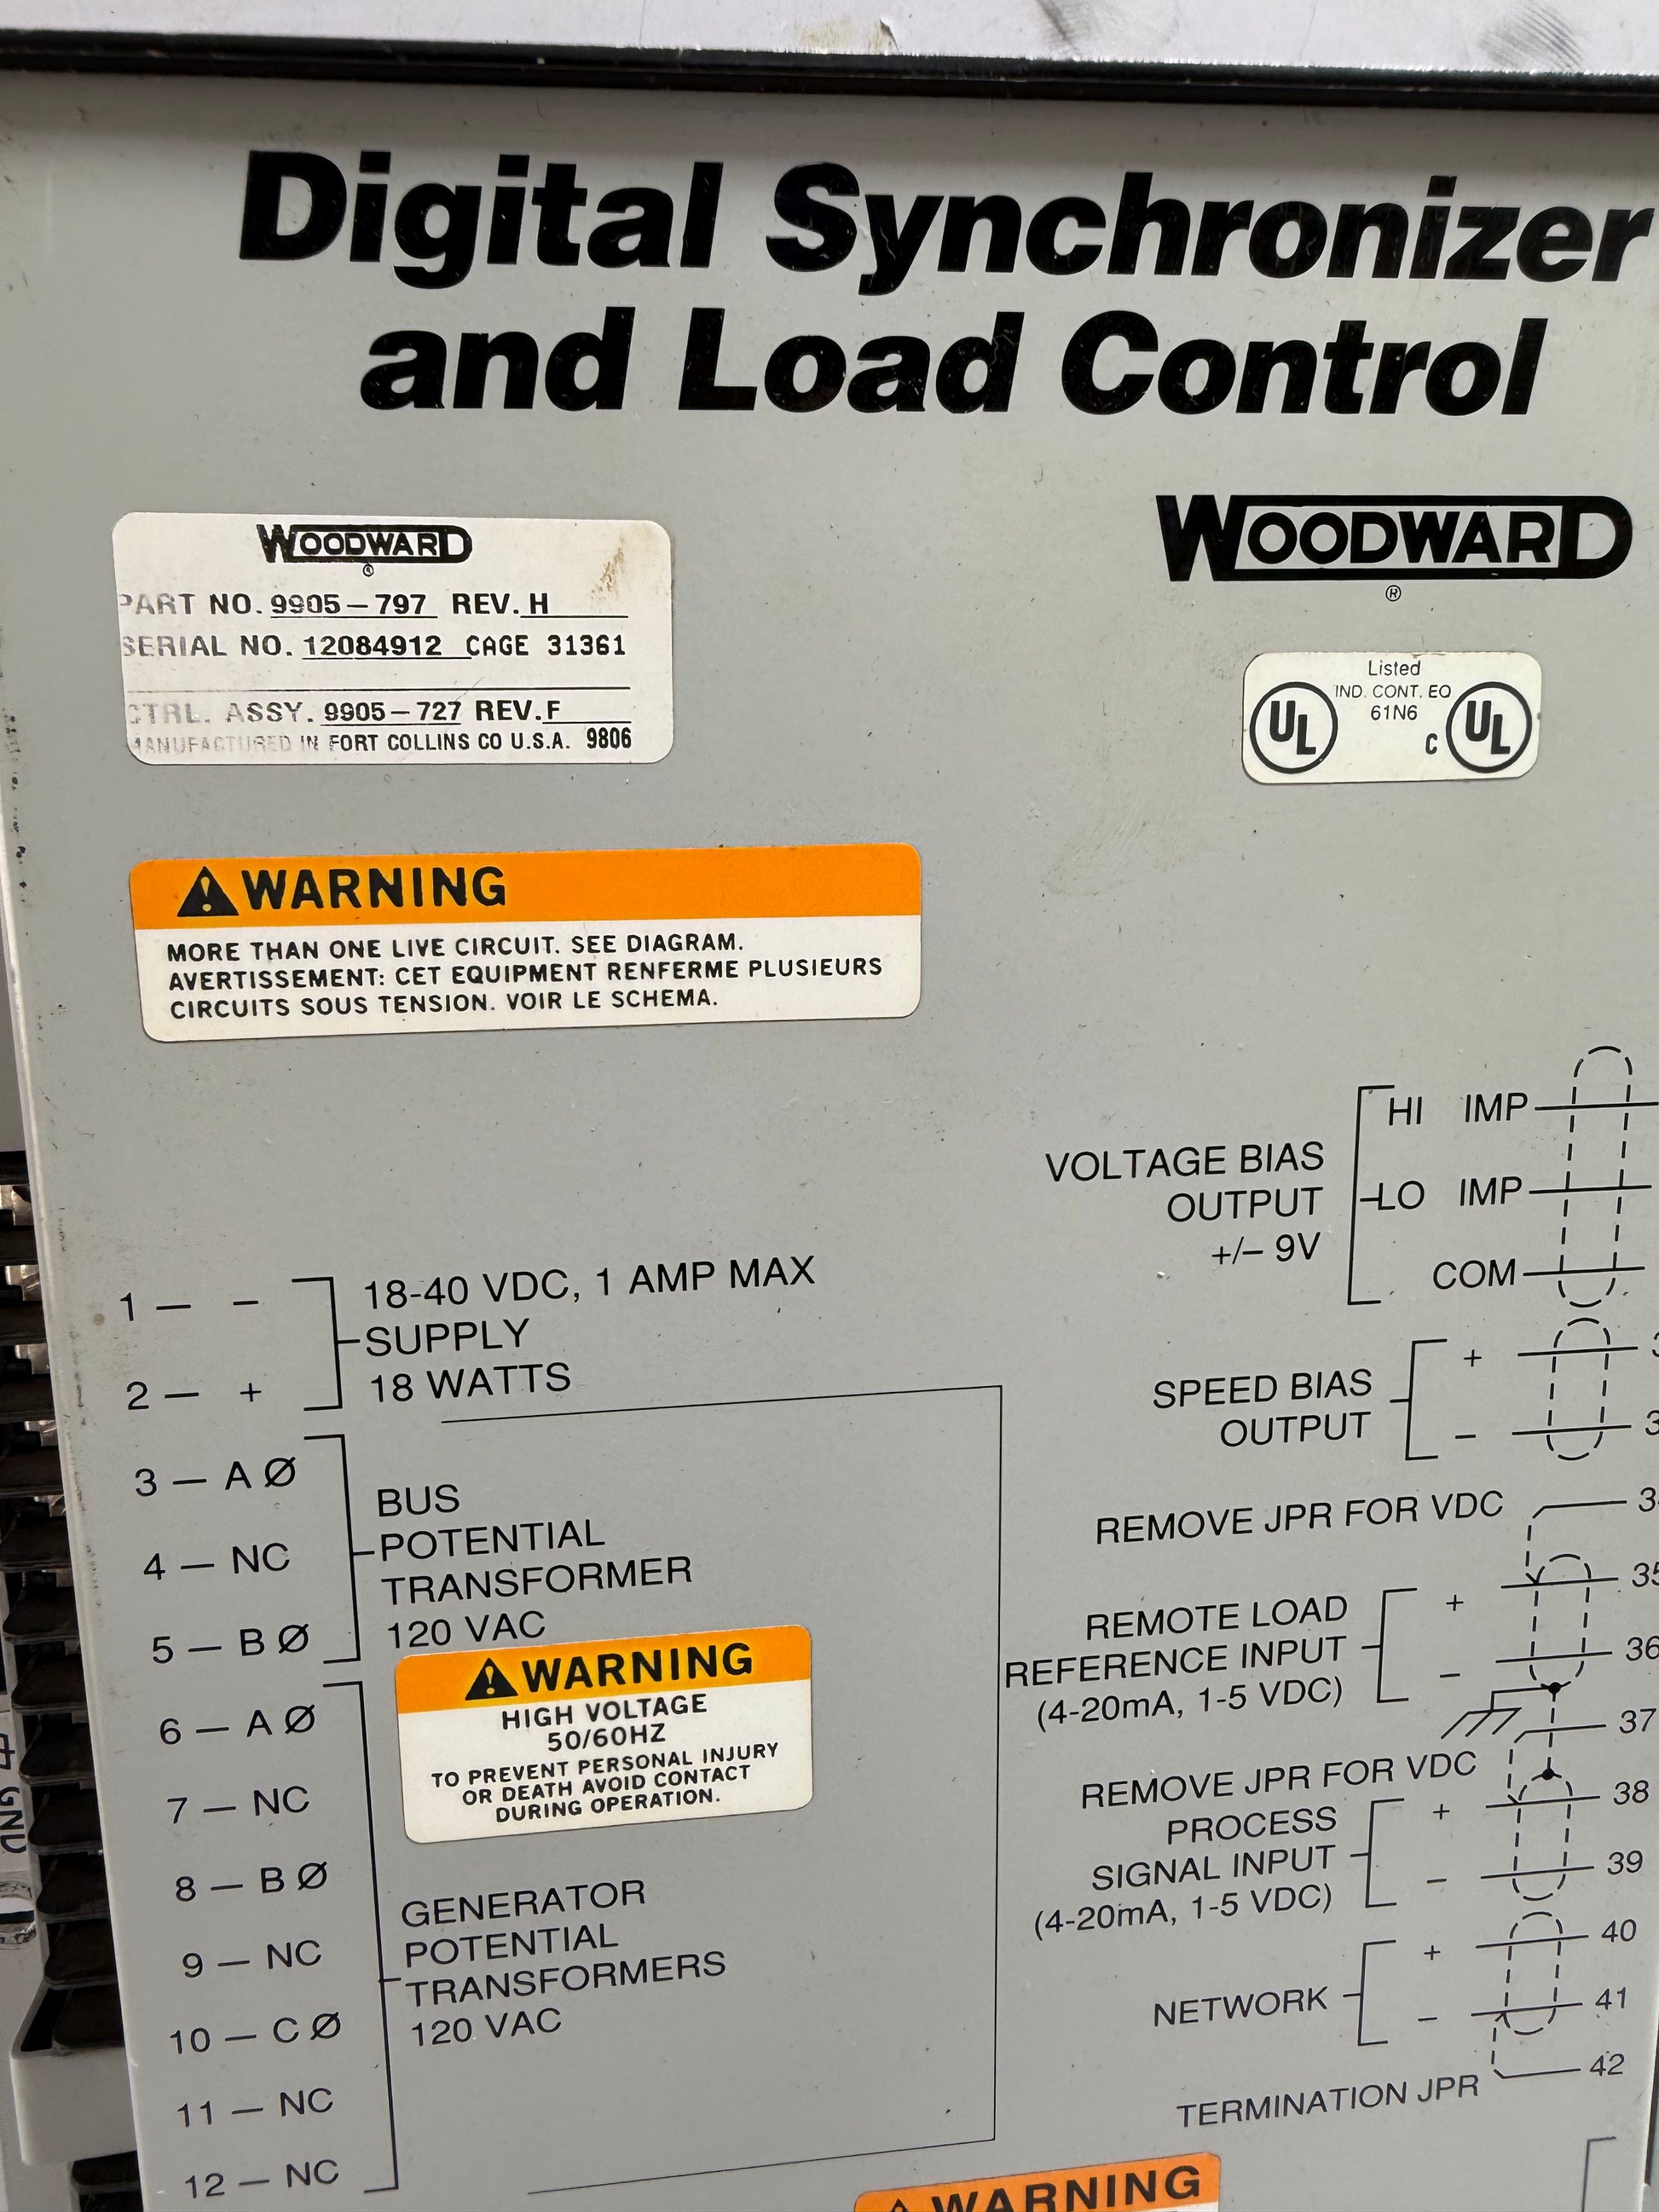 Digital Synchronizer
and Load Control
WOODWARD
®
PART NO. 9905-797 REV. H
SERIAL NO. 12084912 CAGE 31361
CTRL. ASSY. 9905-727 REV. F
MANUFACTURED IN FORT COLLINS CO U.S.A. 9806
WOODWARD
®
Listed
IND. CONT. EQ
61N6
UL
C UL
WARNING
MORE THAN ONE LIVE CIRCUIT. SEE DIAGRAM.
AVERTISSEMENT: CET EQUIPMENT RENFERME PLUSIEURS
CIRCUITS SOUS TENSION. VOIR LE SCHEMA.
1 — −
2 — +
18-40 VDC, 1 AMP MAX
SUPPLY
18 WATTS
3 — A Ø
4 — NC
5 — B Ø
BUS
POTENTIAL
TRANSFORMER
120 VAC
WARNING
HIGH VOLTAGE
50/60HZ
TO PREVENT PERSONAL INJURY
OR DEATH AVOID CONTACT
DURING OPERATION.
6 — A Ø
7 — NC
8 — B Ø
9 — NC
10 — C Ø
11 — NC
12 — NC
GENERATOR
POTENTIAL
TRANSFORMERS
120 VAC
VOLTAGE BIAS
OUTPUT
+/− 9V
HI IMP
LO IMP
COM
SPEED BIAS
OUTPUT
+
−
REMOVE JPR FOR VDC
REMOTE LOAD
REFERENCE INPUT
(4-20mA, 1-5 VDC)
+ 35
− 36
37
REMOVE JPR FOR VDC
PROCESS
SIGNAL INPUT
(4-20mA, 1-5 VDC)
+ 38
− 39
NETWORK
+ 40
− 41
42
TERMINATION JPR
WARNING
GND